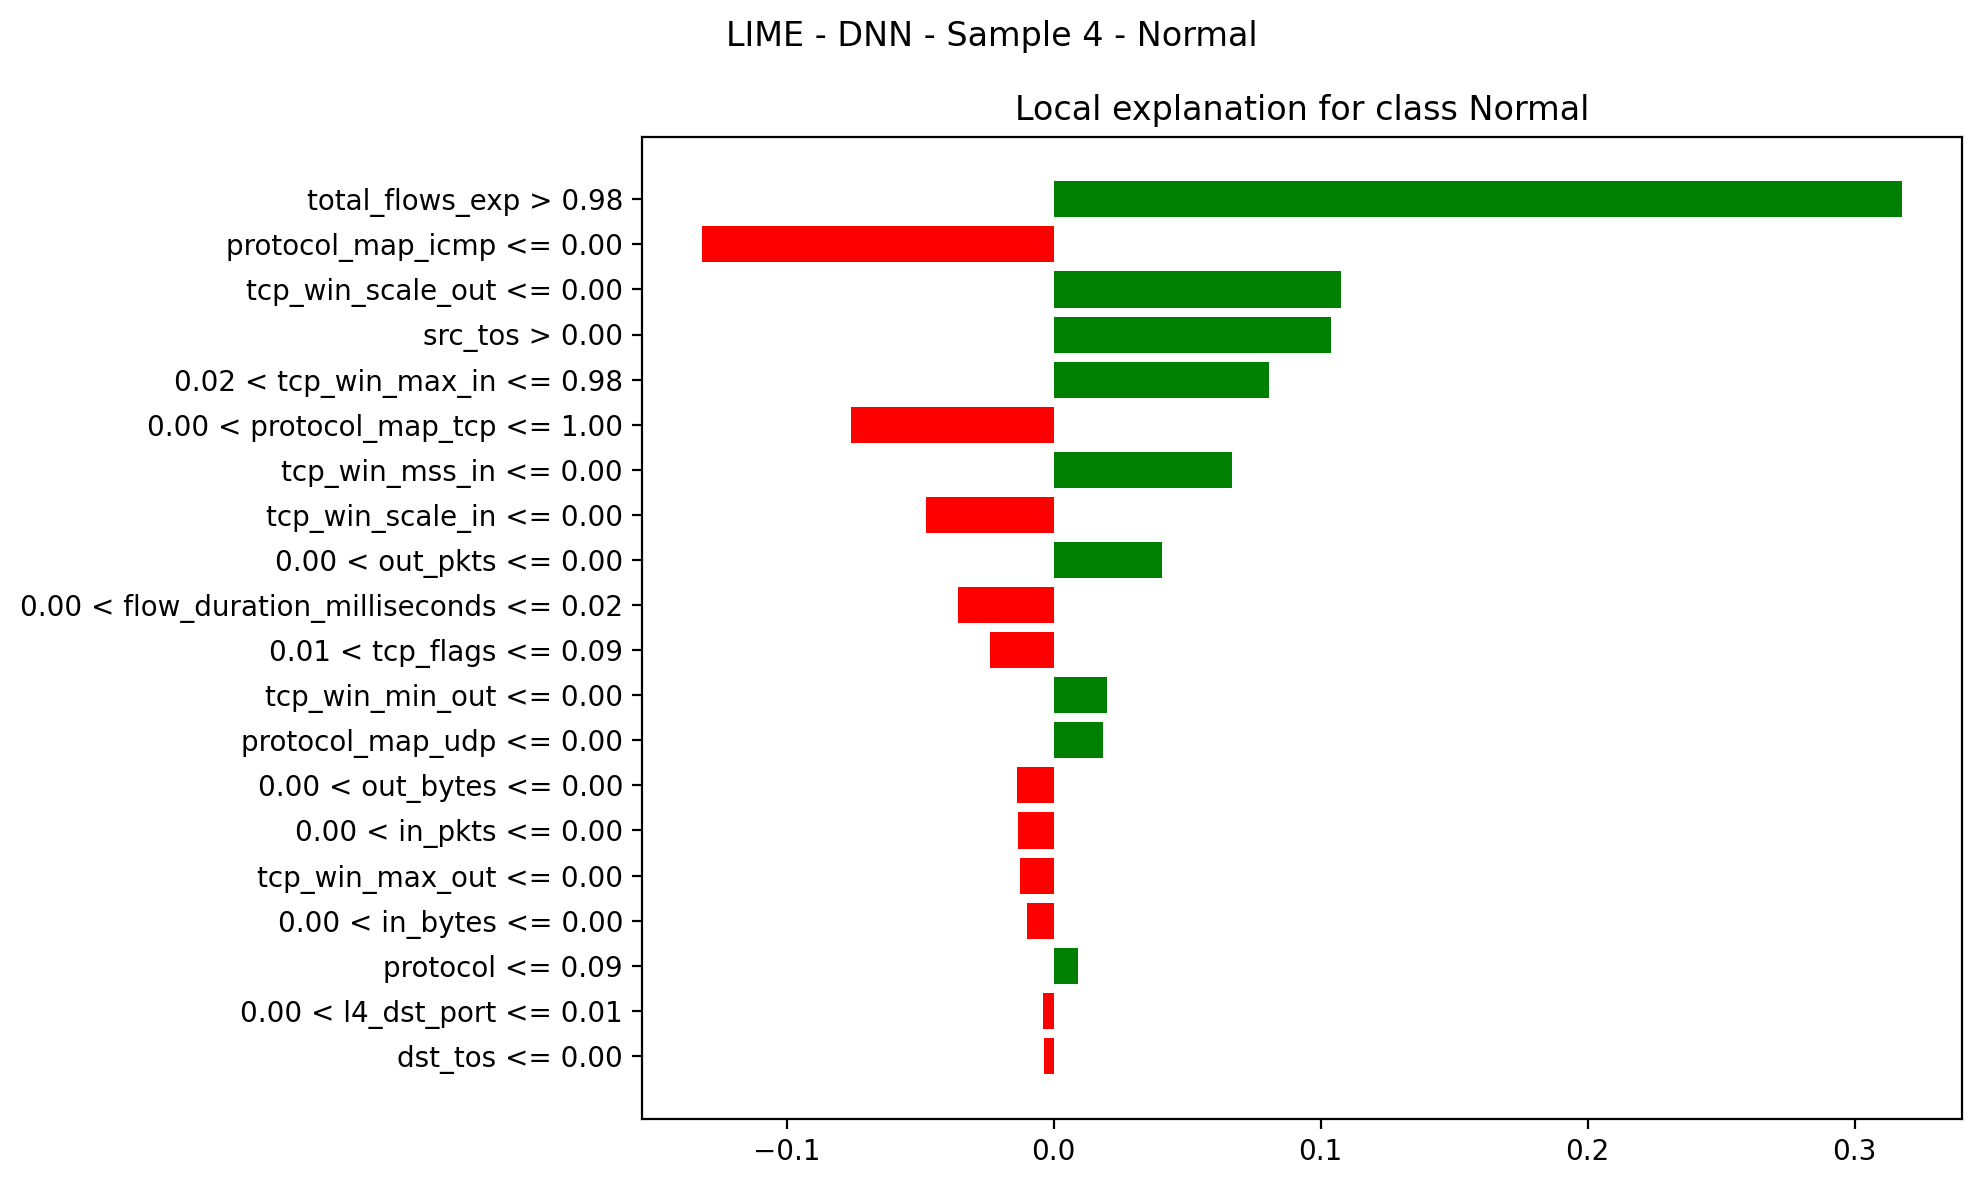 LIME - DNN - Sample 4 - Normal
Local explanation for class Normal
total_flows_exp > 0.98
protocol_map_icmp <= 0.00
tcp_win_scale_out <= 0.00
src_tos > 0.00
0.02 < tcp_win_max_in <= 0.98
0.00 < protocol_map_tcp <= 1.00
tcp_win_mss_in <= 0.00
tcp_win_scale_in <= 0.00
0.00 < out_pkts <= 0.00
0.00 < flow_duration_milliseconds <= 0.02
0.01 < tcp_flags <= 0.09
tcp_win_min_out <= 0.00
protocol_map_udp <= 0.00
0.00 < out_bytes <= 0.00
0.00 < in_pkts <= 0.00
tcp_win_max_out <= 0.00
0.00 < in_bytes <= 0.00
protocol <= 0.09
0.00 < l4_dst_port <= 0.01
dst_tos <= 0.00
−0.1 0.0 0.1 0.2 0.3